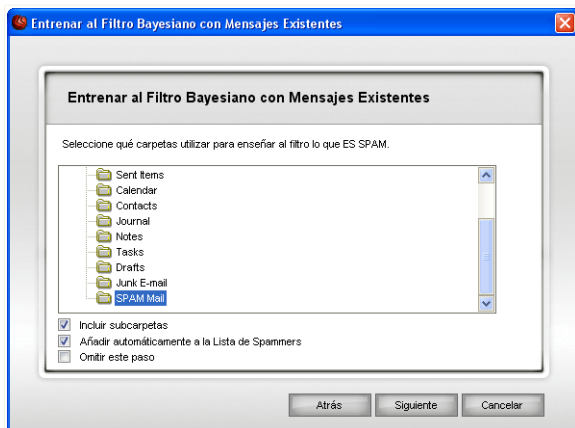 Entrenar al Filtro Bayesiano con Mensajes Existentes
Entrenar al Filtro Bayesiano con Mensajes Existentes
Seleccione qué carpetas utilizar para enseñar al filtro lo que ES SPAM.
Sent Items
Calendar
Contacts
Journal
Notes
Tasks
Drafts
Junk E-mail
SPAM Mail
Incluir subcarpetas
Añadir automáticamente a la Lista de Spammers
Omitir este paso
Atrás Siguiente Cancelar